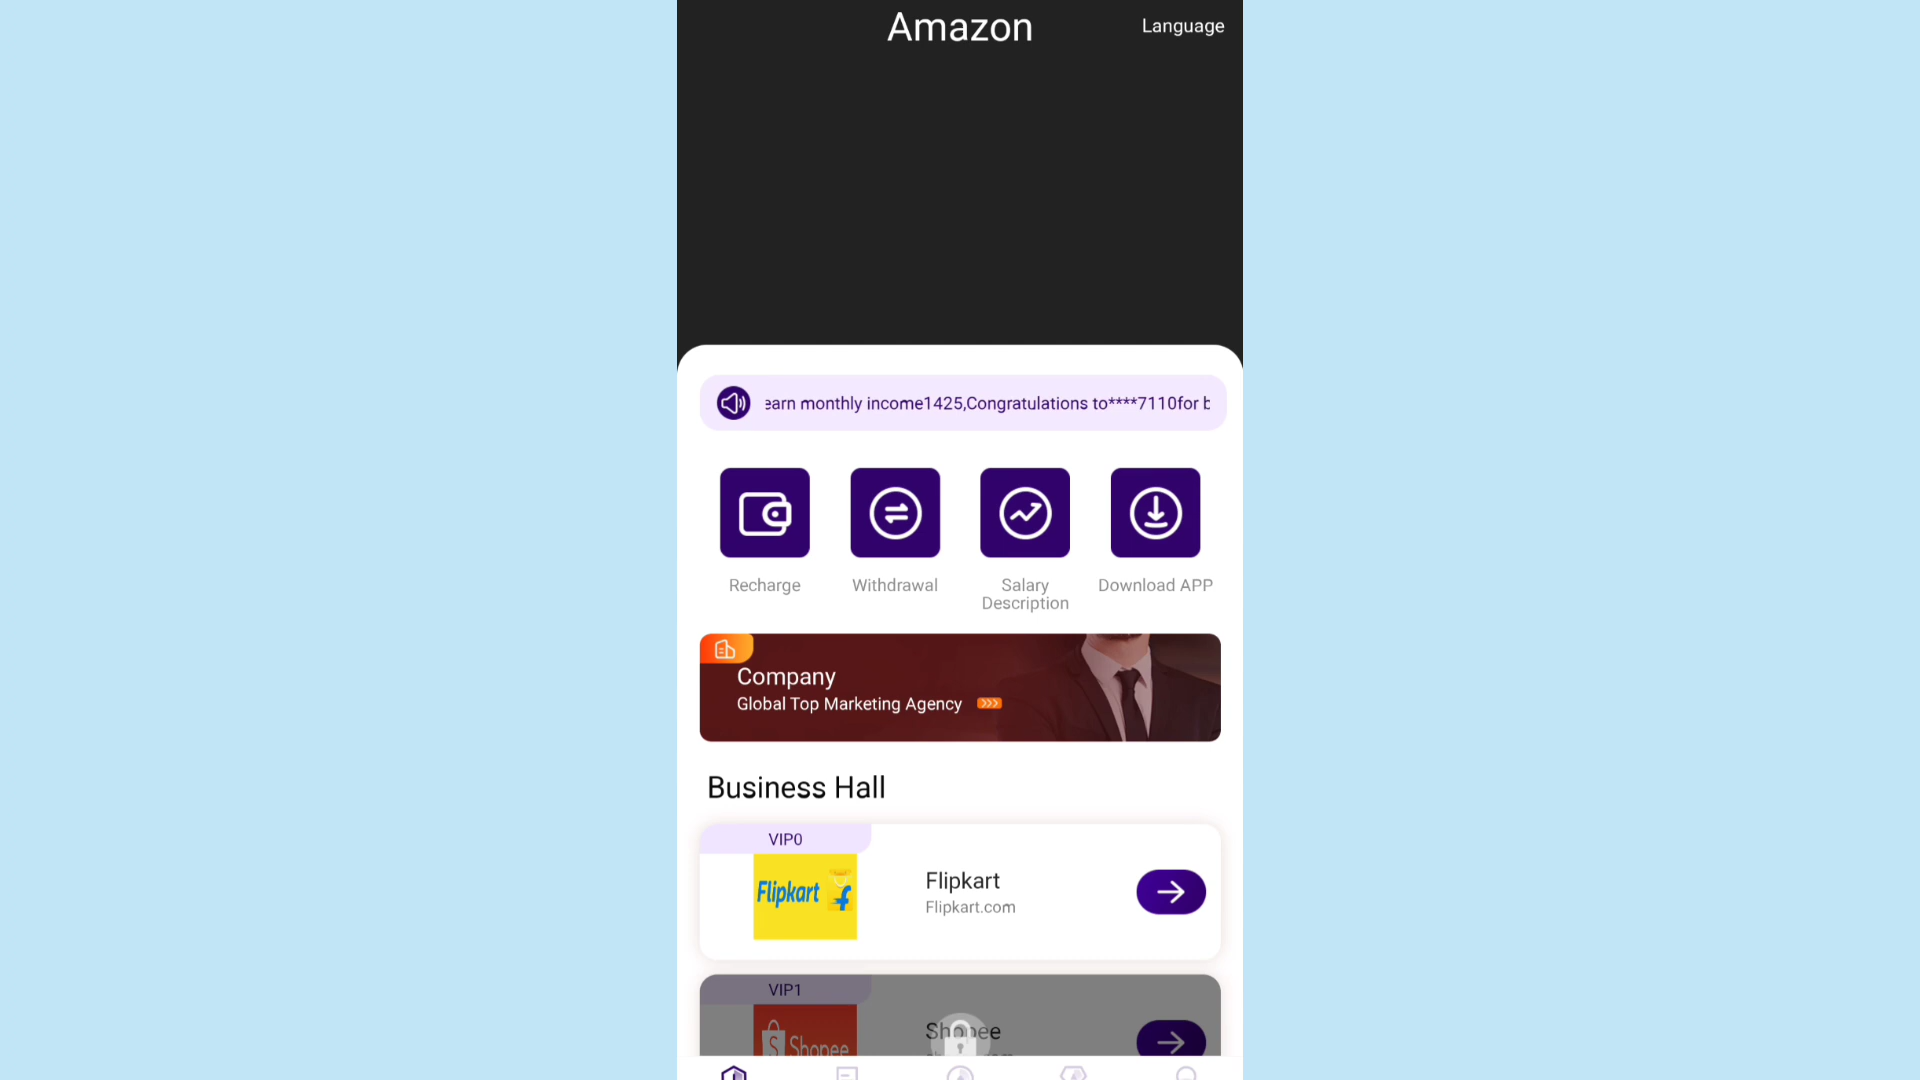 Amazon
Language
earn monthly income1425,Congratulations to****7110for b
Recharge
Withdrawal
Salary
Description
Download APP
Company
Global Top Marketing Agency
Business Hall
VIP0
Flipkart
Flipkart
Flipkart.com
VIP1
Shopee
Shopee